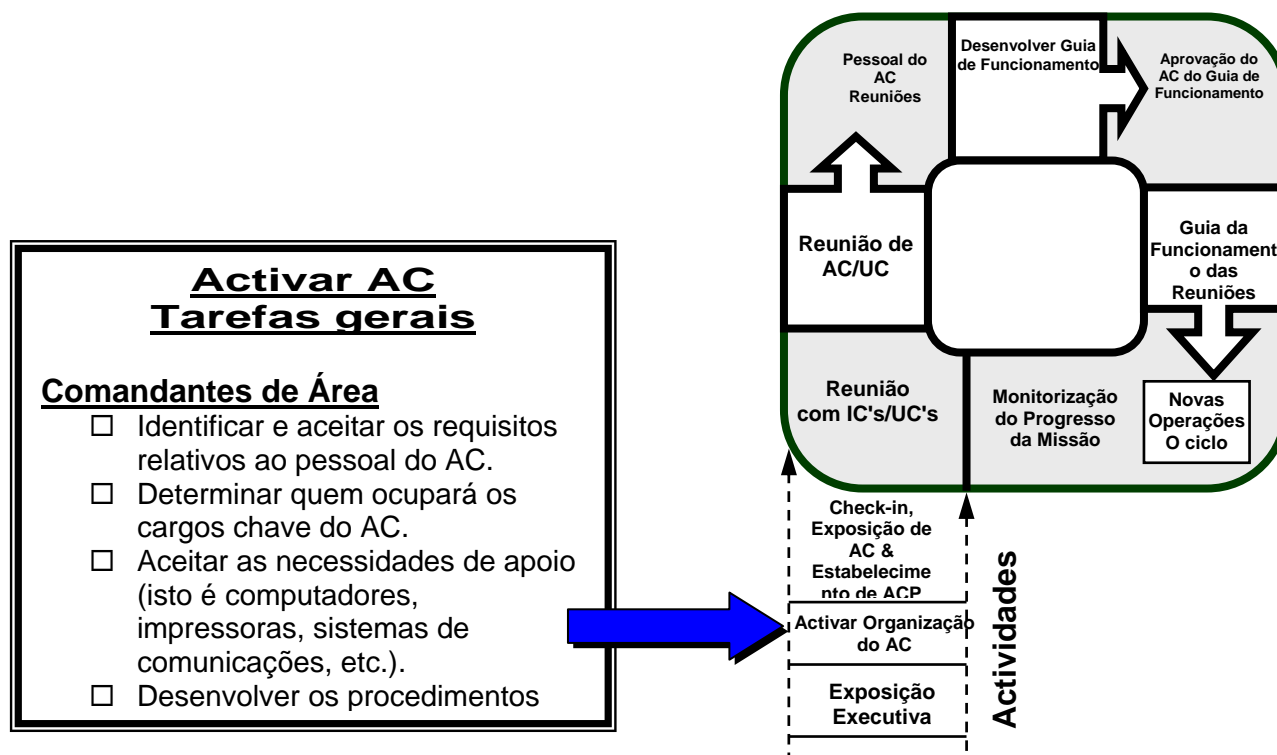 Activar AC
Tarefas gerais
Comandantes de Área
Identificar e aceitar os requisitos
relativos ao pessoal do AC.
Determinar quem ocupará os
cargos chave do AC.
Aceitar as necessidades de apoio
(isto é computadores,
impressoras, sistemas de
comunicações, etc.).
Desenvolver os procedimentos
Pessoal do
AC
Reuniões
Desenvolver Guia
de Funcionamento
Aprovação do
AC do Guia de
Funcionamento
Reunião de
AC/UC
Guia da
Funcionament
o das
Reuniões
Reunião
com IC's/UC's
Monitorização
do Progresso
da Missão
Novas
Operações
O ciclo
Check-in,
Exposição de
AC &
Estabelecime
nto de ACP
Activar Organização
do AC
Exposição
Executiva
Actividades